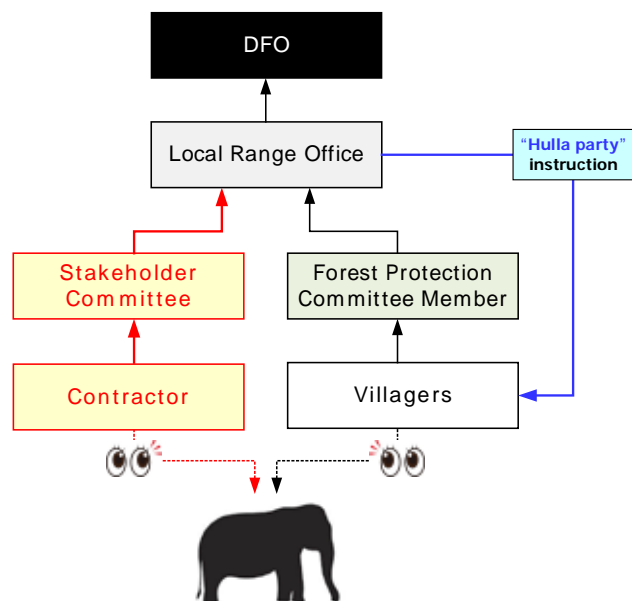 DFO
Local Range Office
“Hulla party”
instruction
Stakeholder
Committee
Forest Protection
Committee Member
Contractor
Villagers